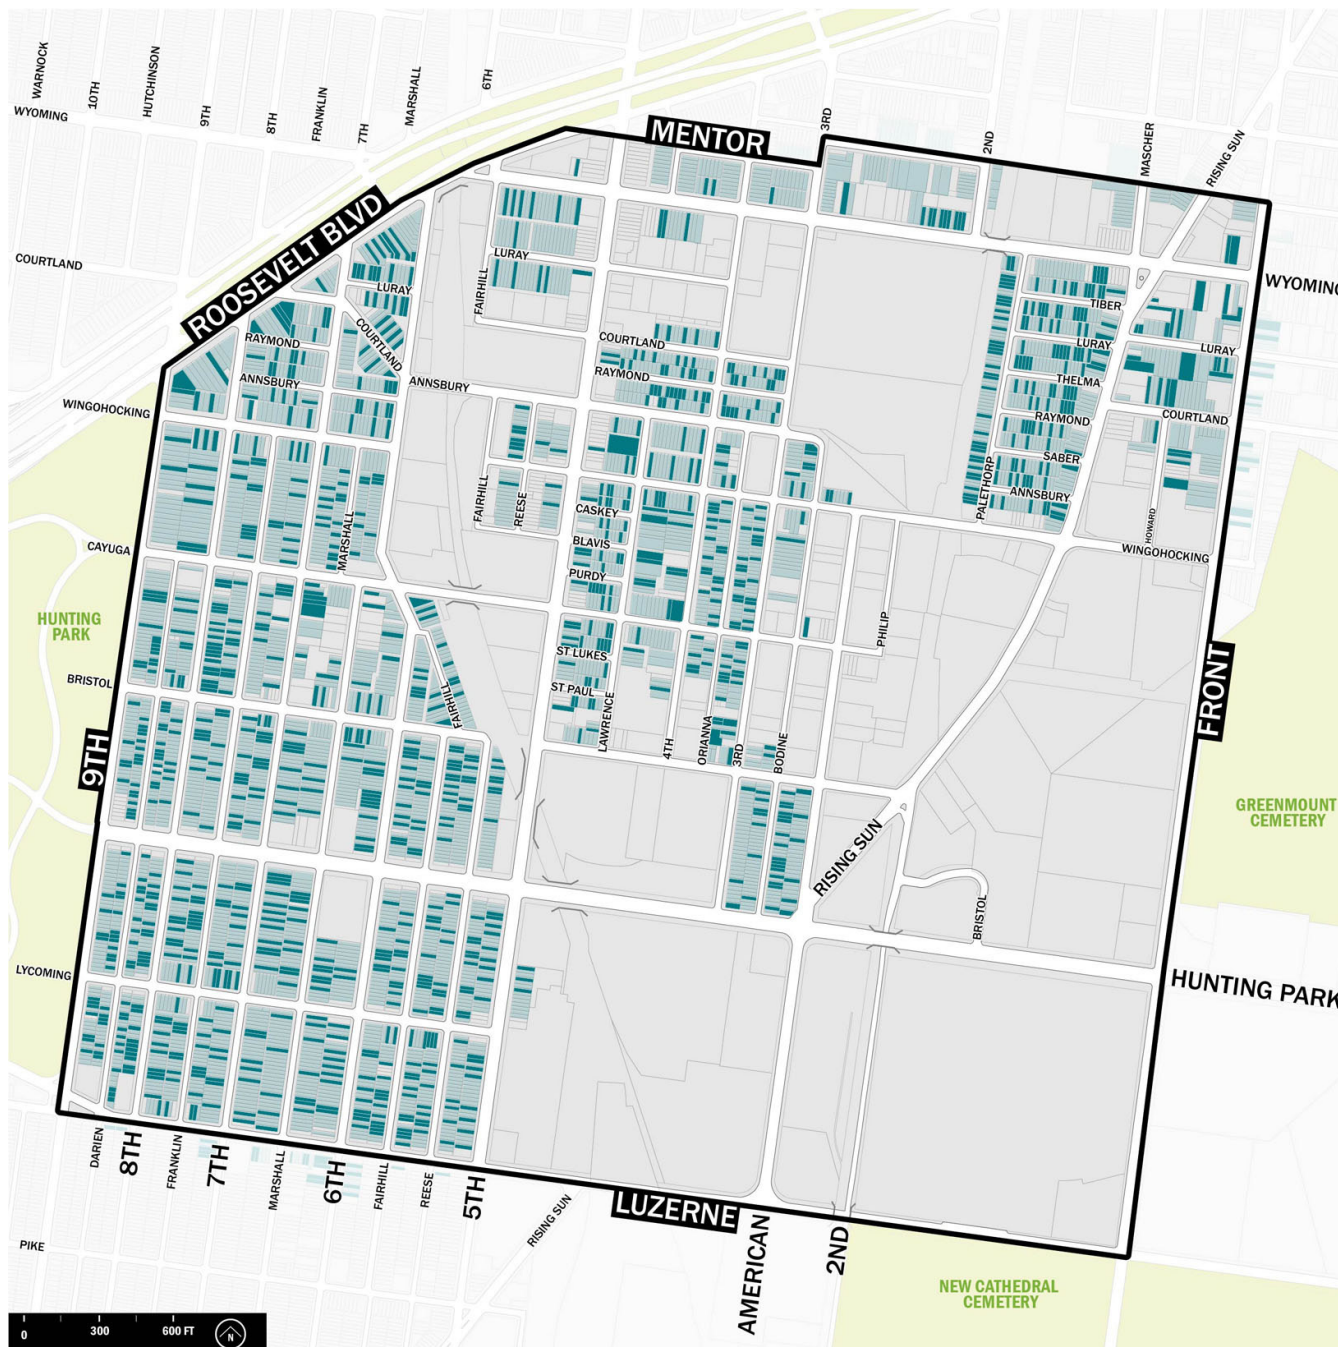 WARNOCK
10TH
HUTCHINSON
9TH
8TH
FRANKLIN
7TH
MARSHALL
6TH
WYOMING
MENTOR
3RD
2ND
MASCHER
RISING SUN
ROOSEVELT BLVD
COURTLAND
LURAY
FAIRHILL
LURAY
WYOMING
TIBER
RAYMOND
COURTLAND
COURTLAND
LURAY
LURAY
ANNSBURY
ANNSBURY
RAYMOND
THELMA
WINGOHOCKING
RAYMOND
COURTLAND
SABER
FAIRHILL
REESE
PALETHORP
ANNSBURY
CASKEY
HOWARD
MARSHALL
CAYUGA
BLAVIS
WINGOHOCKING
PURDY
HUNTING
PARK
PHILIP
ST LUKES
BRISTOL
FAIRHILL
ST PAUL
FRONT
LAWRENCE
4TH
ORIANNA
3RD
BODINE
9TH
GREENMOUNT
CEMETERY
RISING SUN
BRISTOL
LYCOMING
HUNTING PARK
DARIEN
8TH
FRANKLIN
7TH
MARSHALL
6TH
FAIRHILL
REESE
5TH
RISING SUN
LUZERNE
AMERICAN
2ND
PIKE
NEW CATHEDRAL
CEMETERY
0
300
600 FT
N